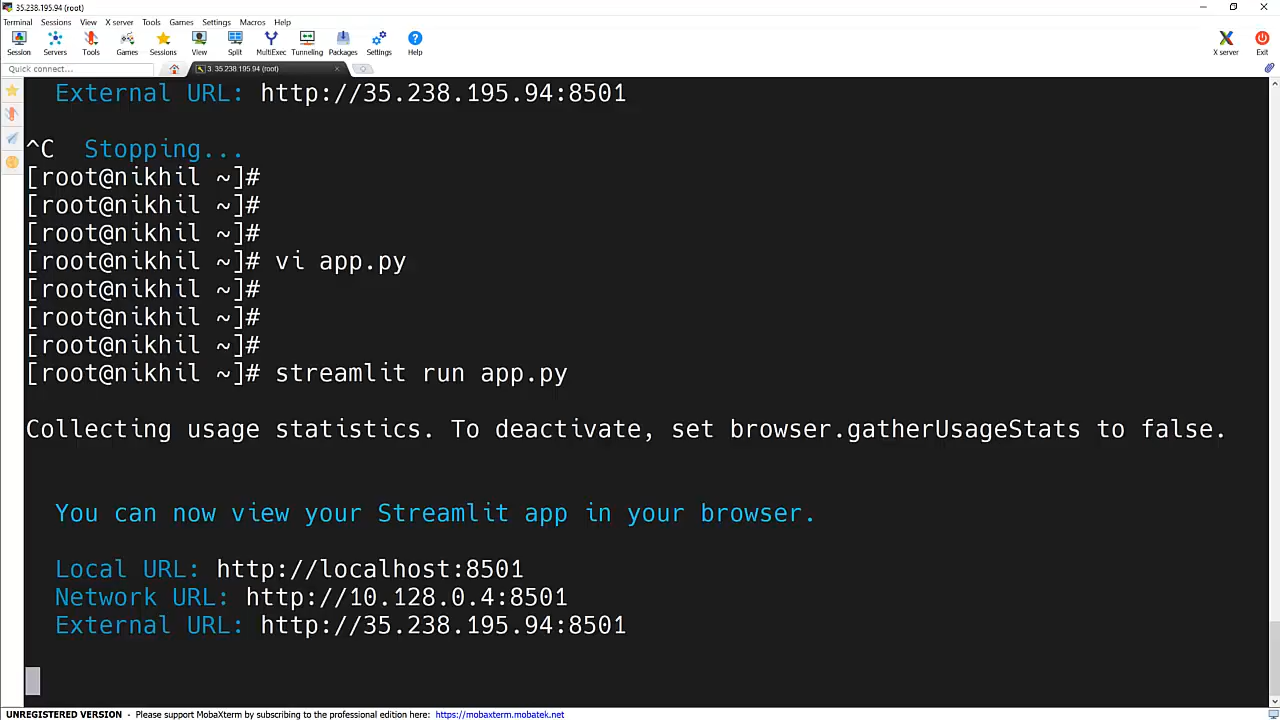 35.238.195.94 (root)
Terminal Sessions View X server Tools Games Settings Macros Help
Session Servers Tools Games Sessions View Split MultiExec Tunneling Packages Settings Help X server Exit
Quick connect... 3. 35.238.195.94 (root)
External URL: http://35.238.195.94:8501
^C  Stopping...
[root@nikhil ~]#
[root@nikhil ~]#
[root@nikhil ~]#
[root@nikhil ~]# vi app.py
[root@nikhil ~]#
[root@nikhil ~]#
[root@nikhil ~]#
[root@nikhil ~]# streamlit run app.py
Collecting usage statistics. To deactivate, set browser.gatherUsageStats to false.
You can now view your Streamlit app in your browser.
Local URL: http://localhost:8501
Network URL: http://10.128.0.4:8501
External URL: http://35.238.195.94:8501
UNREGISTERED VERSION - Please support MobaXterm by subscribing to the professional edition here: https://mobaxterm.mobatek.net